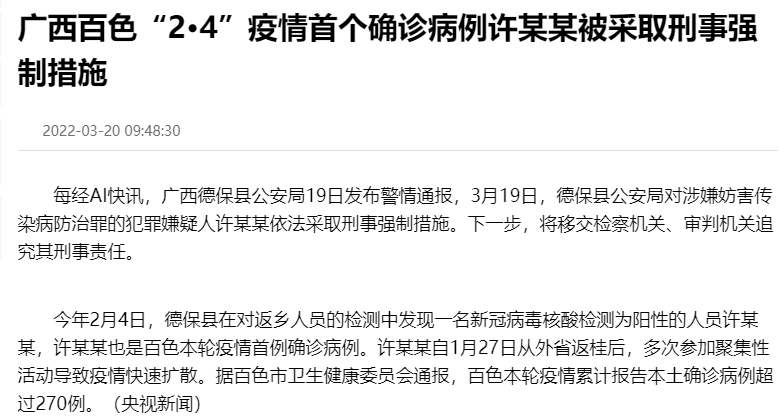 广西百色“2•4”疫情首个确诊病例许某某被采取刑事强
制措施
2022-03-20 09:48:30
每经AI快讯，广西德保县公安局19日发布警情通报，3月19日，德保县公安局对涉嫌妨害传
染病防治罪的犯罪嫌疑人许某某依法采取刑事强制措施。下一步，将移交检察机关、审判机关追
究其刑事责任。
今年2月4日，德保县在对返乡人员的检测中发现一名新冠病毒核酸检测为阳性的人员许某
某，许某某也是百色本轮疫情首例确诊病例。许某某自1月27日从外省返桂后，多次参加聚集性
活动导致疫情快速扩散。据百色市卫生健康委员会通报，百色本轮疫情累计报告本土确诊病例超
过270例。（央视新闻）